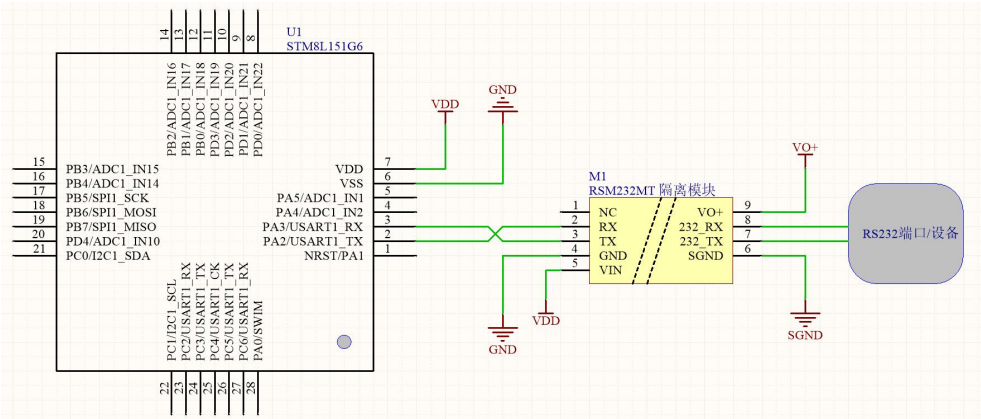 U1
STM8L151G6
14
13
12
11
10
9
8
PB2/ADC1_IN16
PB1/ADC1_IN17
PB0/ADC1_IN18
PD3/ADC1_IN19
PD2/ADC1_IN20
PD1/ADC1_IN21
PD0/ADC1_IN22
15 PB3/ADC1_IN15
16 PB4/ADC1_IN14
17 PB5/SPI1_SCK
18 PB6/SPI1_MOSI
19 PB7/SPI1_MISO
20 PD4/ADC1_IN10
21 PC0/I2C1_SDA
VDD 7
VSS 6
PA5/ADC1_IN1 5
PA4/ADC1_IN2 4
PA3/USART1_RX 3
PA2/USART1_TX 2
NRST/PA1 1
PC1/I2C1_SCL
PC2/USART1_RX
PC3/USART1_TX
PC4/USART1_CK
PC5/USART1_TX
PC6/USART1_RX
PA0/SWIM
22
23
24
25
26
27
28
VDD
GND
M1
RSM232MT 隔离模块
1 NC
2 RX
3 TX
4 GND
5 VIN
VO+ 9
232_RX 8
232_TX 7
SGND 6
GND
VDD
VO+
SGND
RS232端口/设备